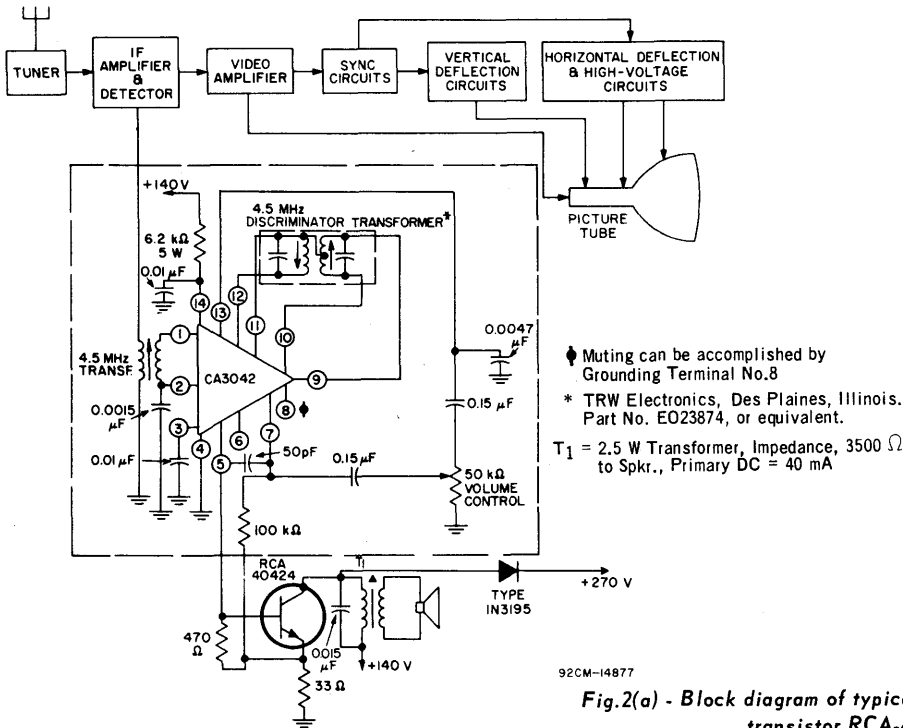 TUNER
IF
AMPLIFIER
&
DETECTOR
VIDEO
AMPLIFIER
SYNC
CIRCUITS
VERTICAL
DEFLECTION
CIRCUITS
HORIZONTAL DEFLECTION
& HIGH-VOLTAGE
CIRCUITS
PICTURE
TUBE
+140V
6.2 kΩ
5 W
0.01 µF
4.5 MHz
DISCRIMINATOR TRANSFORMER*
14
13
12
11
10
1
2
3
4
5
6
7
8 ϕ
9
CA3042
4.5 MHz
TRANSF.
0.0015
µF
0.01µF
50pF
0.15µF
0.0047
µF
0.15 µF
50 kΩ
VOLUME
CONTROL
100 kΩ
RCA
40424
T1
470
Ω
33Ω
0.015
µF
+140 V
TYPE
1N3195
+270 V
ϕ Muting can be accomplished by
Grounding Terminal No.8
* TRW Electronics, Des Plaines, Illinois.
Part No. EO23874, or equivalent.
T1 = 2.5 W Transformer, Impedance, 3500 Ω
to Spkr., Primary DC = 40 mA
92CM-14877
Fig.2(a) - Block diagram of typica
transistor RCA-